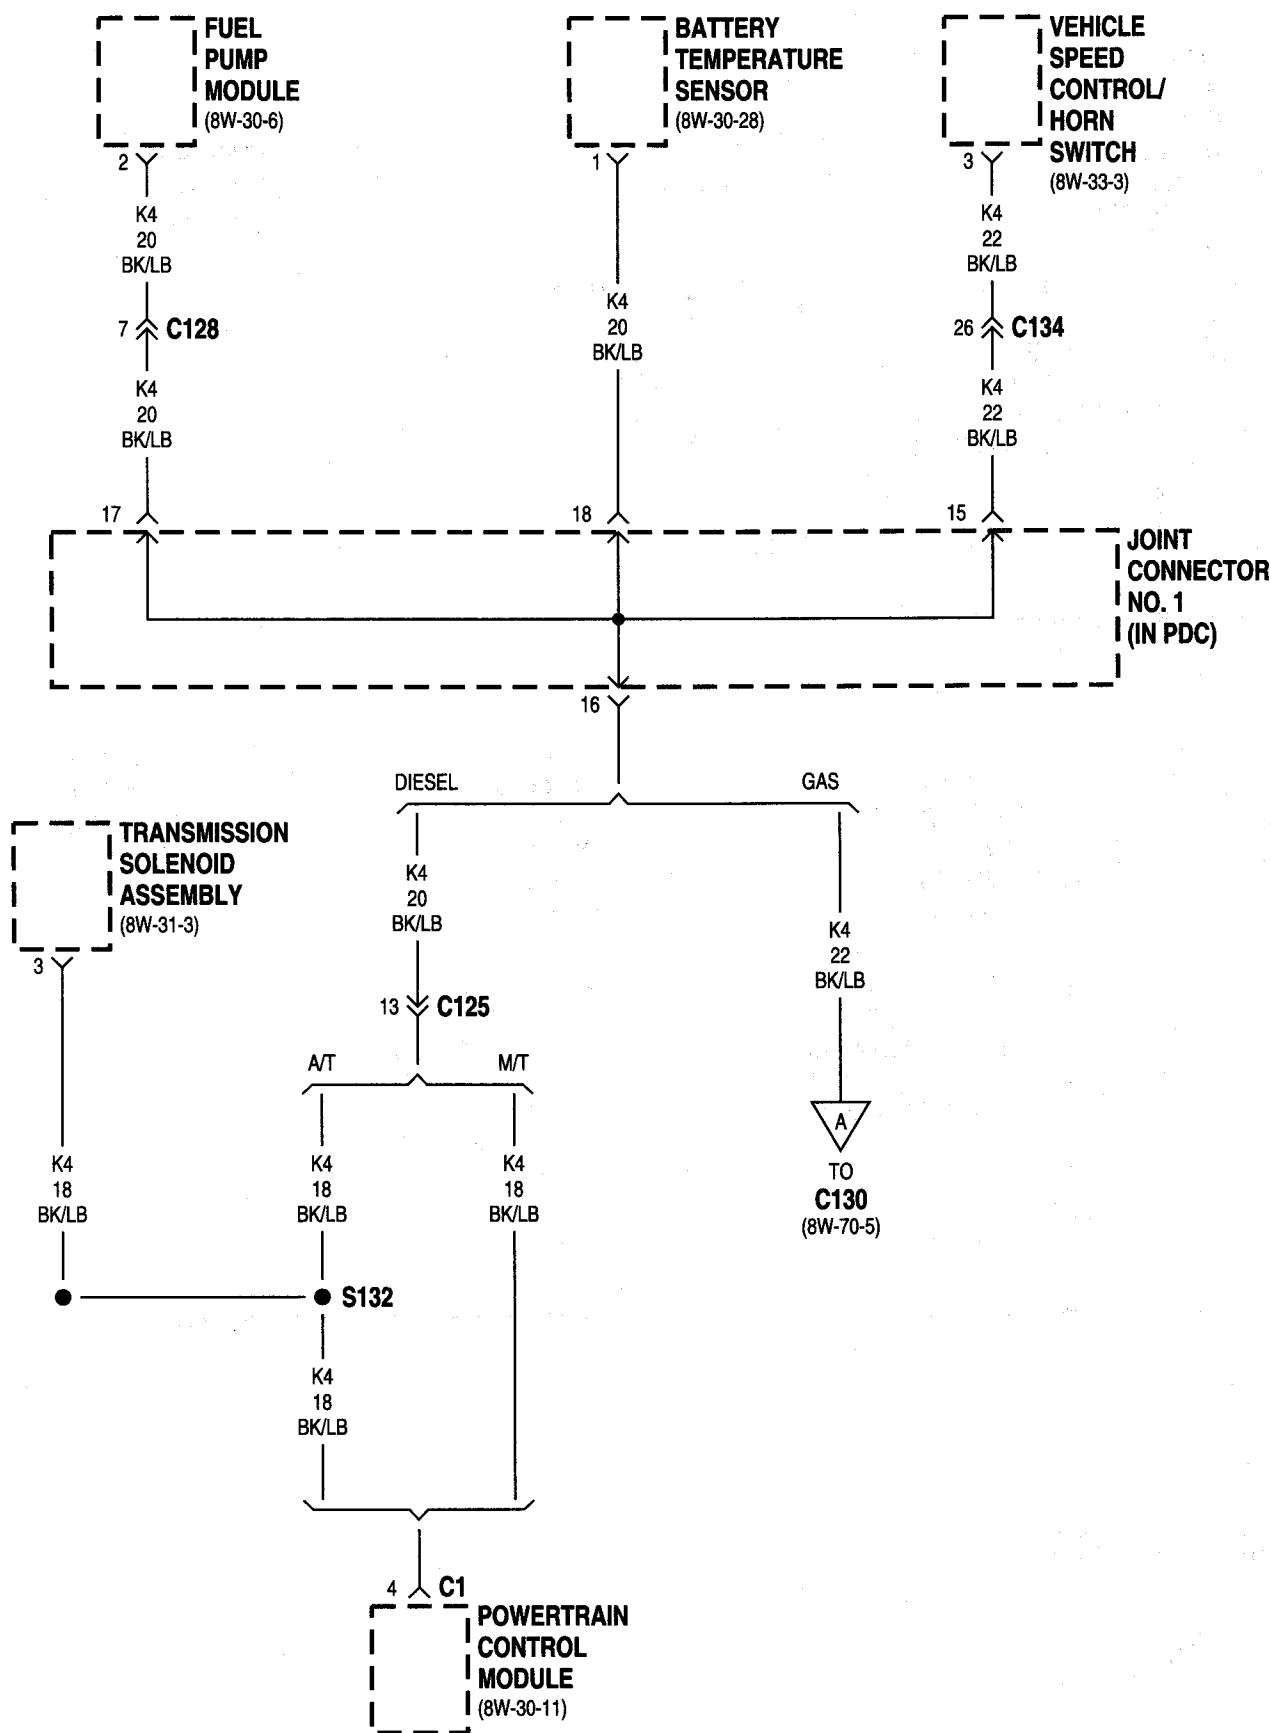 FUEL
PUMP
MODULE
(8W-30-6)
BATTERY
TEMPERATURE
SENSOR
(8W-30-28)
VEHICLE
SPEED
CONTROL/
HORN
SWITCH
(8W-33-3)
2
1
3
K4
20
BK/LB
K4
20
BK/LB
K4
22
BK/LB
7 C128
26 C134
K4
20
BK/LB
K4
22
BK/LB
17
18
15
JOINT
CONNECTOR
NO. 1
(IN PDC)
16
DIESEL
GAS
TRANSMISSION
SOLENOID
ASSEMBLY
(8W-31-3)
3
K4
20
BK/LB
K4
22
BK/LB
13 C125
A/T
M/T
A
TO
C130
(8W-70-5)
K4
18
BK/LB
K4
18
BK/LB
K4
18
BK/LB
S132
K4
18
BK/LB
4 C1
POWERTRAIN
CONTROL
MODULE
(8W-30-11)